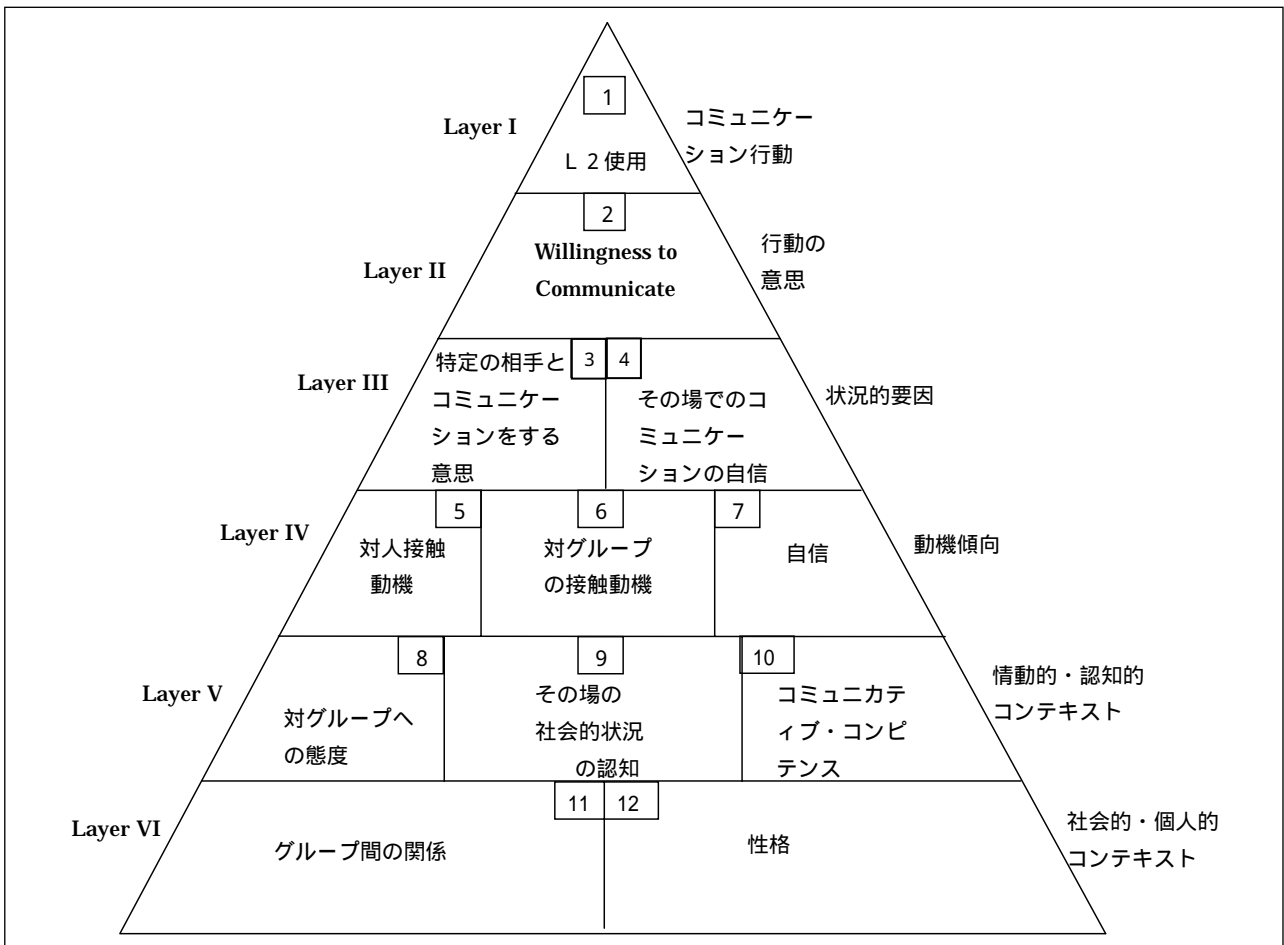 1
Layer I
コミュニケー
ション行動
L 2使用
2
Willingness to
Communicate
Layer II
行動の
意思
3
4
特定の相手と
コミュニケー
ションをする
意思
Layer III
その場でのコ
ミュニケー
ションの自信
状況的要因
5
6
7
Layer IV
対人接触
動機
対グループ
の接触動機
自信
動機傾向
8
9
10
Layer V
対グループへ
の態度
その場の
社会的状況
の認知
コミュニカテ
ィブ・コンピ
テンス
情動的・認知的
コンテキスト
11
12
Layer VI
グループ間の関係
性格
社会的・個人的
コンテキスト